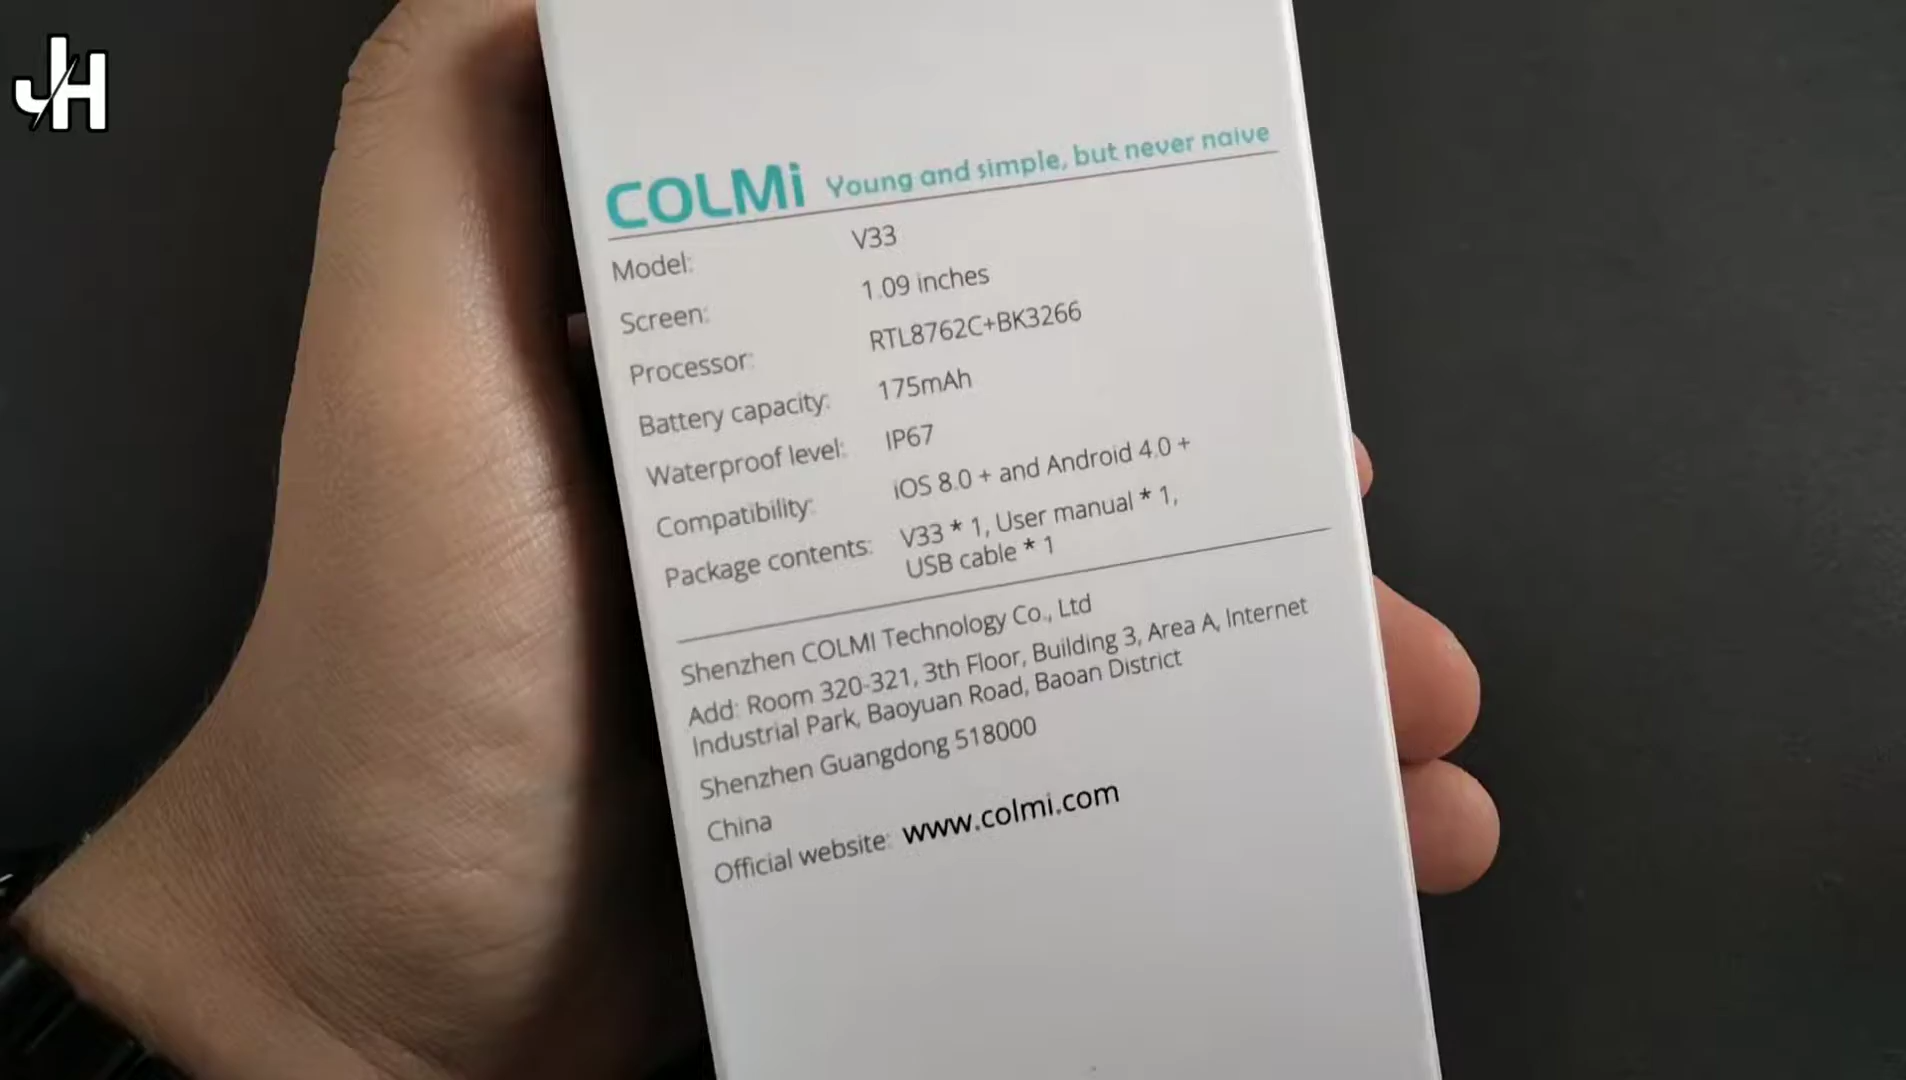 JH
COLMi Young and simple, but never naive
Model: V33
Screen: 1.09 inches
Processor: RTL8762C+BK3266
Battery capacity: 175mAh
Waterproof level: IP67
Compatibility: iOS 8.0 + and Android 4.0 +
Package contents: V33 * 1, User manual * 1,
USB cable * 1
Shenzhen COLMI Technology Co., Ltd
Add: Room 320-321, 3th Floor, Building 3, Area A, Internet
Industrial Park, Baoyuan Road, Baoan District
Shenzhen Guangdong 518000
China
Official website: www.colmi.com